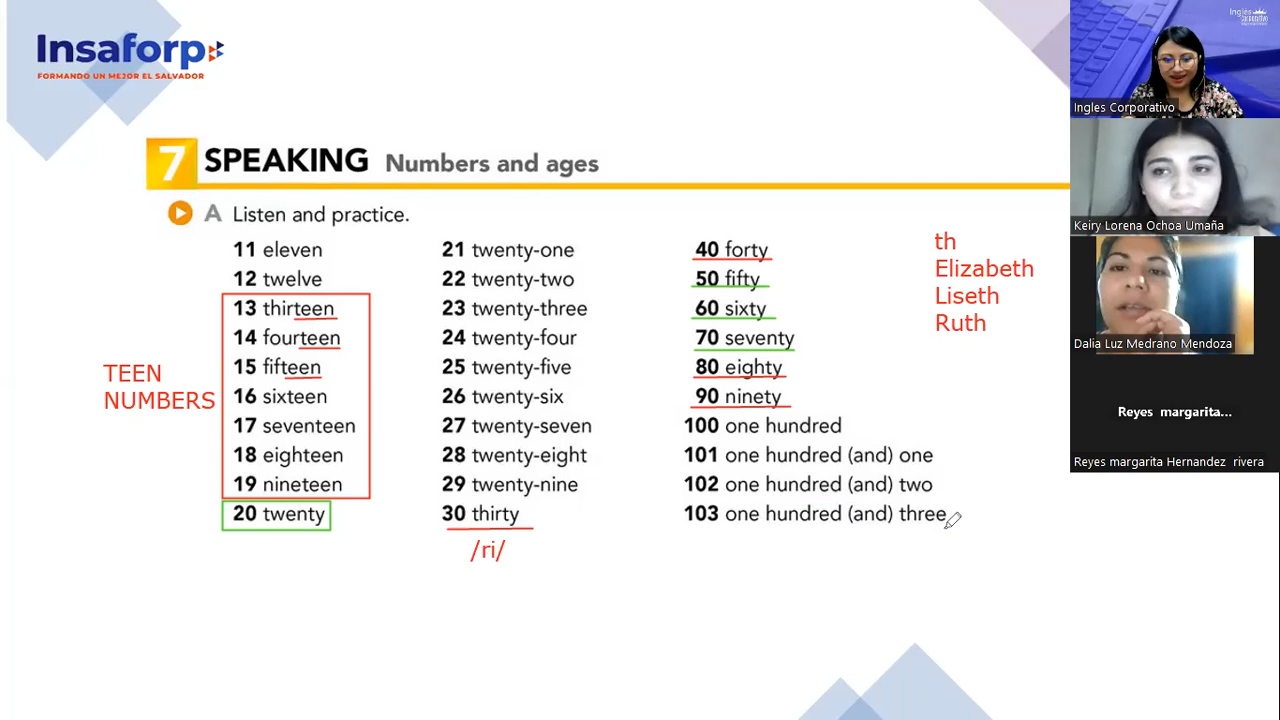 Insaforp
FORMANDO UN MEJOR EL SALVADOR
7 SPEAKING Numbers and ages
A Listen and practice.
11 eleven
12 twelve
13 thirteen
14 fourteen
15 fifteen
16 sixteen
17 seventeen
18 eighteen
19 nineteen
20 twenty
TEEN
NUMBERS
21 twenty-one
22 twenty-two
23 twenty-three
24 twenty-four
25 twenty-five
26 twenty-six
27 twenty-seven
28 twenty-eight
29 twenty-nine
30 thirty
/ri/
40 forty
50 fifty
60 sixty
70 seventy
80 eighty
90 ninety
100 one hundred
101 one hundred (and) one
102 one hundred (and) two
103 one hundred (and) three
th
Elizabeth
Liseth
Ruth
Ingles Corporativo
Keiry Lorena Ochoa Umaña
Dalia Luz Medrano Mendoza
Reyes margarita...
Reyes margarita Hernandez rivera